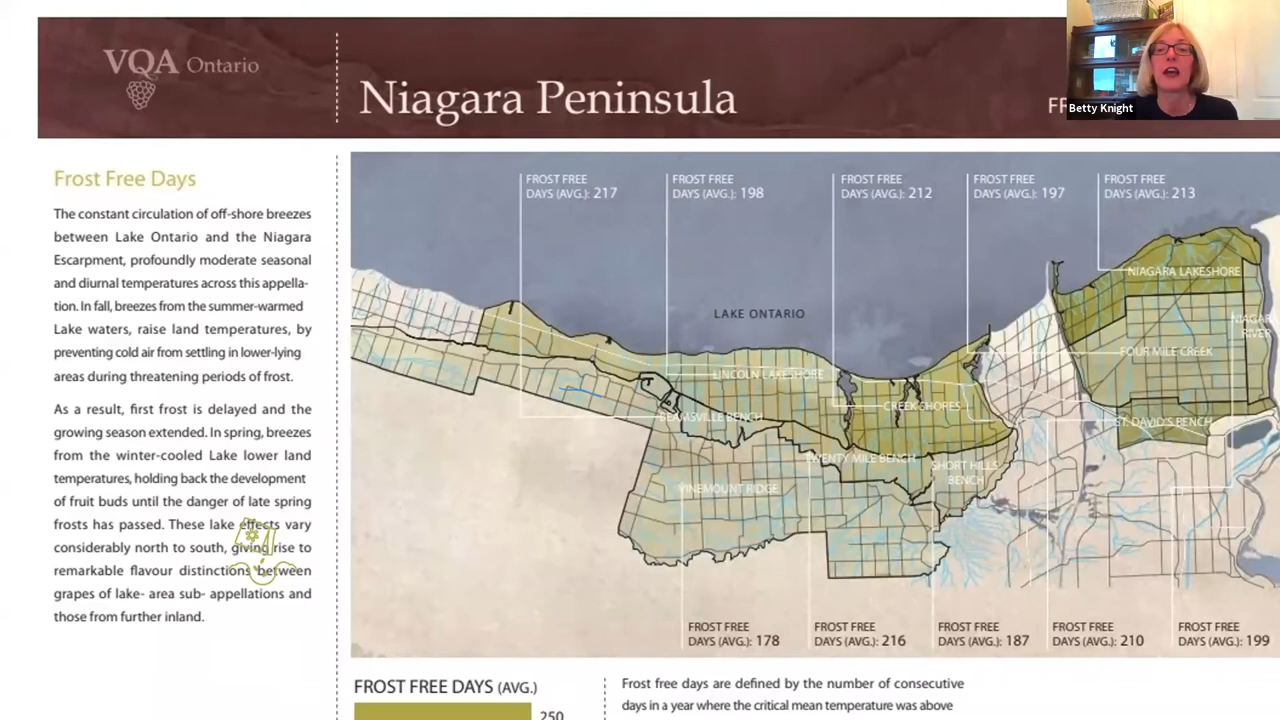 VQA Ontario
Niagara Peninsula
Betty Knight
Frost Free Days
The constant circulation of off-shore breezes
between Lake Ontario and the Niagara
Escarpment, profoundly moderate seasonal
and diurnal temperatures across this appella-
tion. In fall, breezes from the summer-warmed
Lake waters, raise land temperatures, by
preventing cold air from settling in lower-lying
areas during threatening periods of frost.
As a result, first frost is delayed and the
growing season extended. In spring, breezes
from the winter-cooled Lake lower land
temperatures, holding back the development
of fruit buds until the danger of late spring
frosts has passed. These lake effects vary
considerably north to south, giving rise to
remarkable flavour distinctions between
grapes of lake- area sub- appellations and
those from further inland.
FROST FREE
DAYS (AVG.): 217
FROST FREE
DAYS (AVG.): 198
FROST FREE
DAYS (AVG.): 212
FROST FREE
DAYS (AVG.): 197
FROST FREE
DAYS (AVG.): 213
LAKE ONTARIO
NIAGARA LAKESHORE
NIAGAR
RIVER
FOUR MILE CREEK
LINCOLN LAKESHORE
CREEK SHORES
BEAMSVILLE BENCH
ST. DAVID'S BENCH
TWENTY MILE BENCH
SHORT HILLS
BENCH
VINEMOUNT RIDGE
FROST FREE
DAYS (AVG.): 178
FROST FREE
DAYS (AVG.): 216
FROST FREE
DAYS (AVG.): 187
FROST FREE
DAYS (AVG.): 210
FROST FREE
DAYS (AVG.): 199
FROST FREE DAYS (AVG.)
250
Frost free days are defined by the number of consecutive
days in a year where the critical mean temperature was above